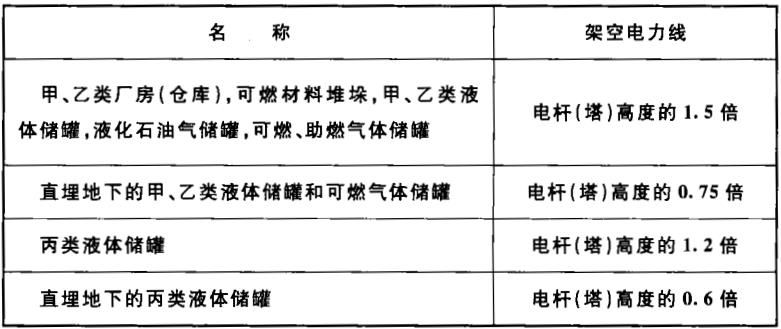 名 称 架空电力线
甲、乙类厂房(仓库),可燃材料堆垛,甲、乙类液
体储罐,液化石油气储罐,可燃、助燃气体储罐
电杆(塔)高度的1.5倍
直埋地下的甲、乙类液体储罐和可燃气体储罐 电杆(塔)高度的0.75倍
丙类液体储罐 电杆(塔)高度的1.2倍
直埋地下的丙类液体储罐 电杆(塔)高度的0.6倍